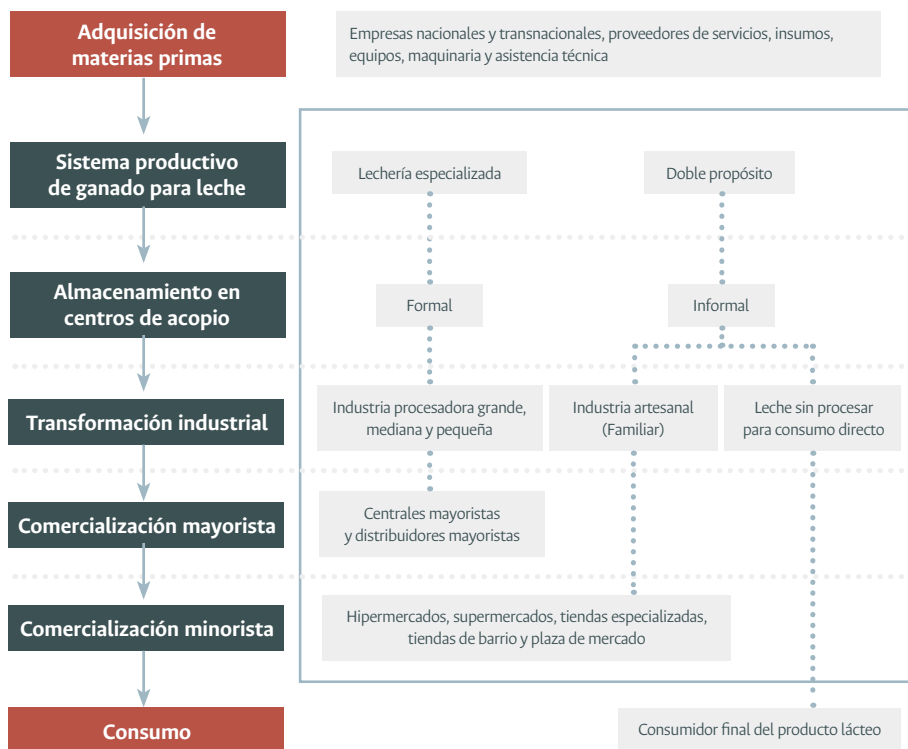 Adquisición de
materias primas
Empresas nacionales y transnacionales, proveedores de servicios, insumos,
equipos, maquinaria y asistencia técnica
Sistema productivo
de ganado para leche
Lechería especializada
Doble propósito
Almacenamiento en
centros de acopio
Formal
Informal
Transformación industrial
Industria procesadora grande,
mediana y pequeña
Industria artesanal
(Familiar)
Leche sin procesar
para consumo directo
Comercialización mayorista
Centrales mayoristas
y distribuidores mayoristas
Comercialización minorista
Hipermercados, supermercados, tiendas especializadas,
tiendas de barrio y plaza de mercado
Consumo
Consumidor final del producto lácteo